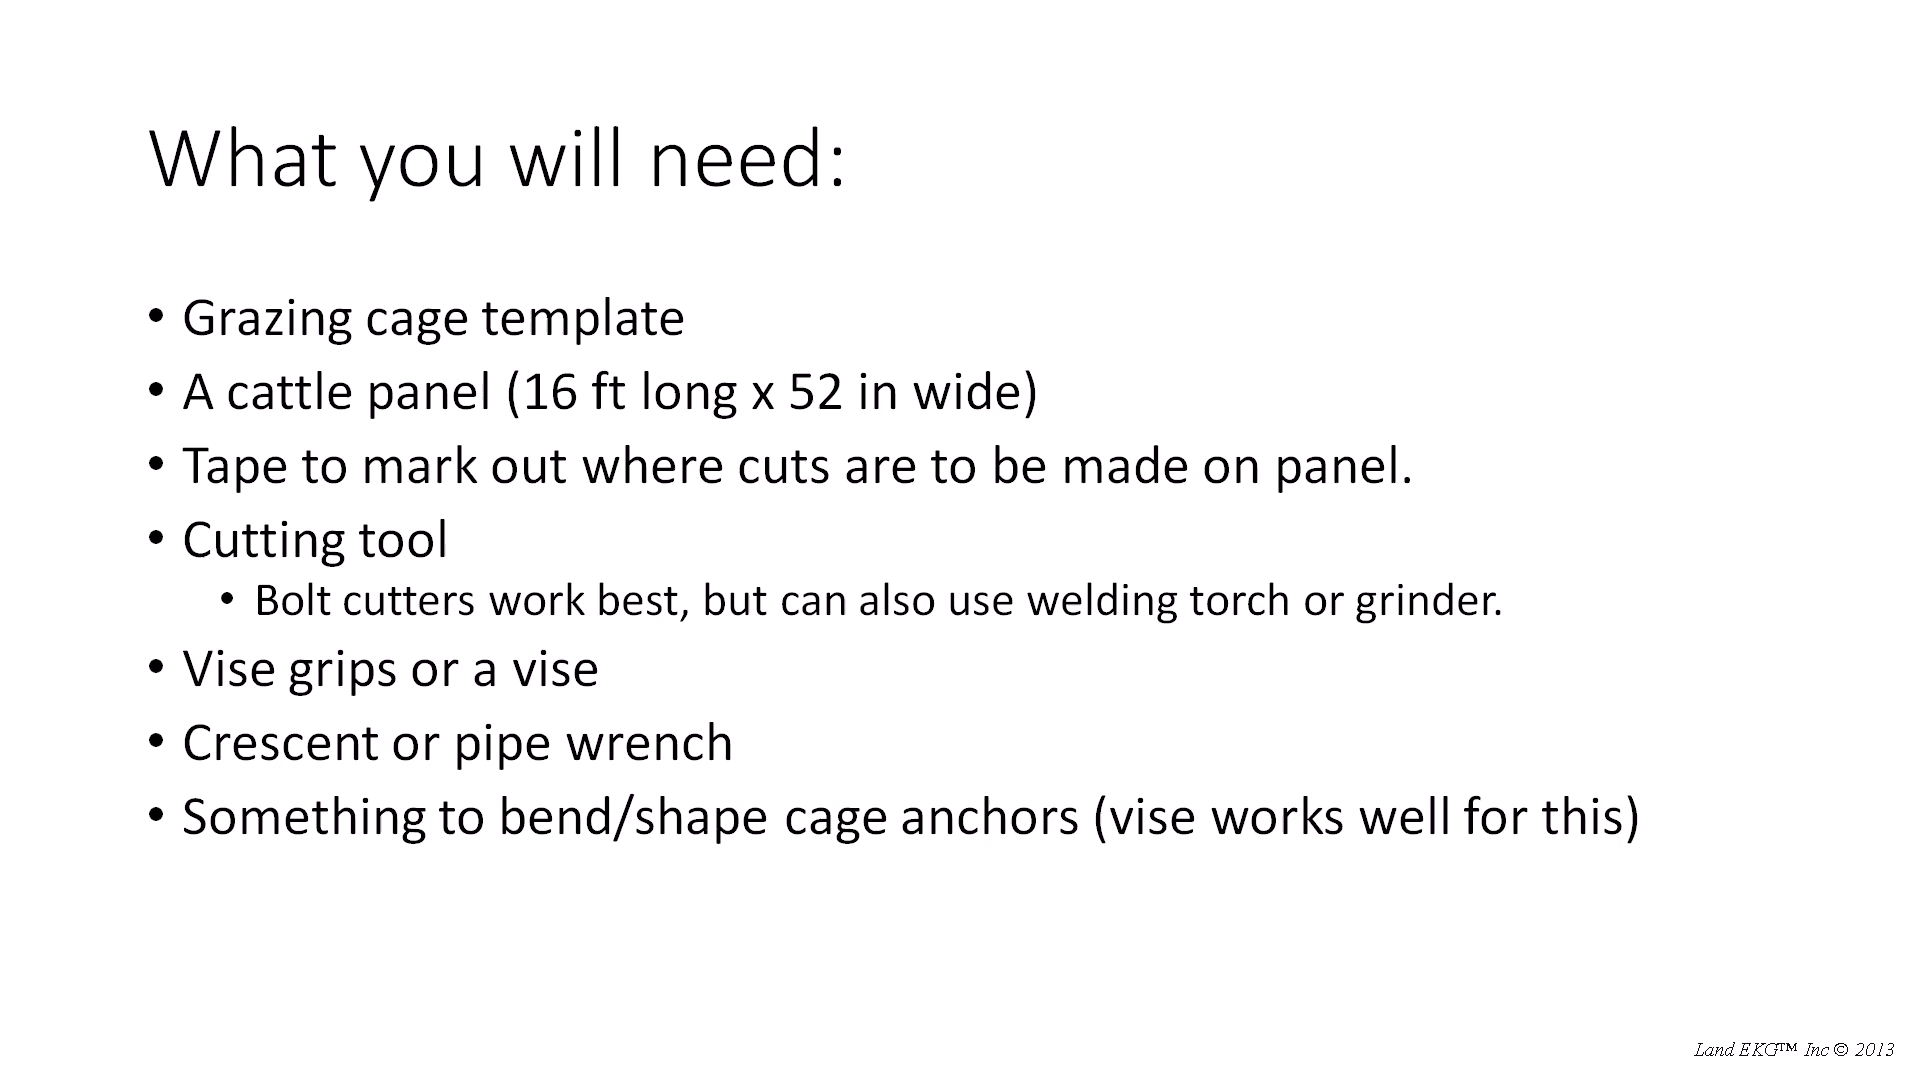 What you will need:
• Grazing cage template
• A cattle panel (16 ft long x 52 in wide)
• Tape to mark out where cuts are to be made on panel.
• Cutting tool
• Bolt cutters work best, but can also use welding torch or grinder.
• Vise grips or a vise
• Crescent or pipe wrench
• Something to bend/shape cage anchors (vise works well for this)
Land EKG™ Inc © 2013